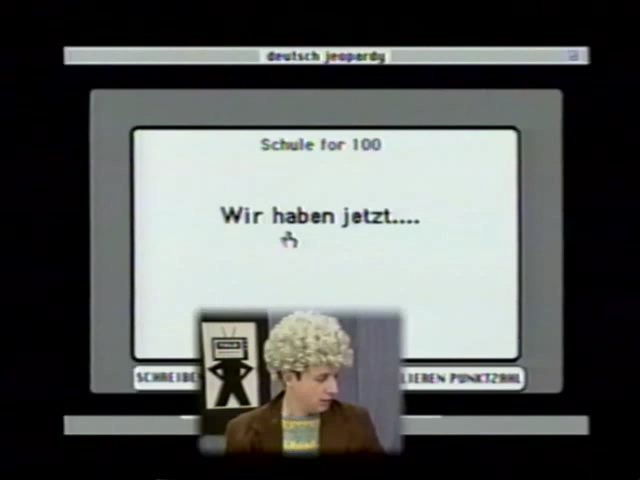 deutsch jeopardy
Schule for 100
Wir haben jetzt....
SCHREIBE
LIEREN PUNKTZAHL